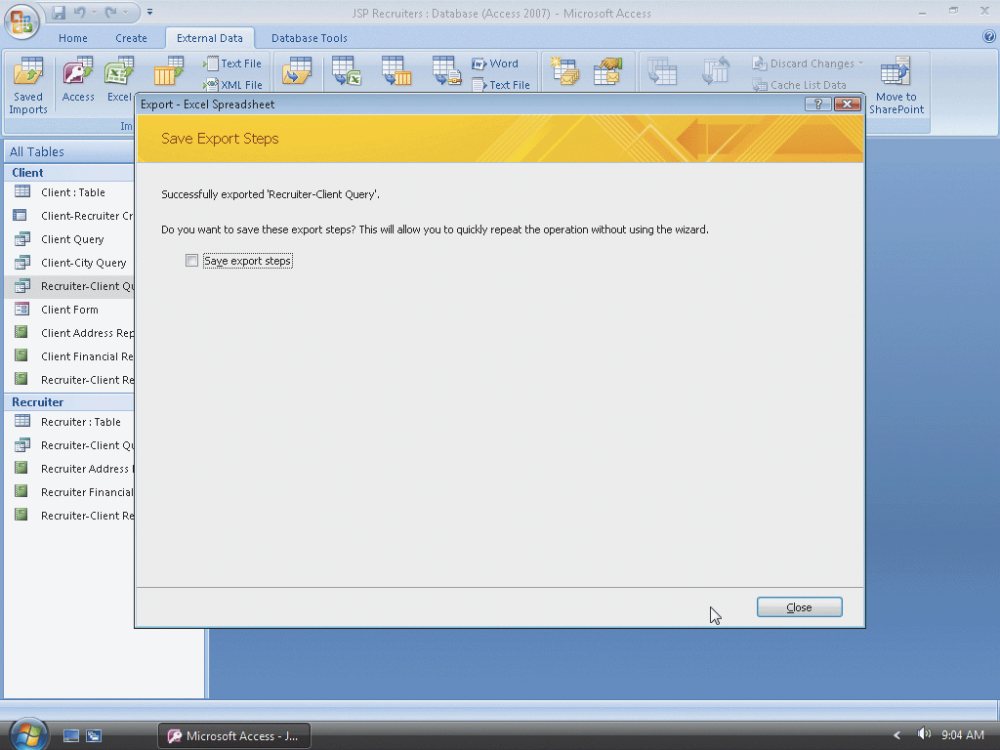 JSP Recruiters : Database (Access 2007) - Microsoft Access
Home Create External Data Database Tools
Saved Imports
Access
Excel
Text File
XML File
Word
Text File
Discard Changes
Cache List Data
Move to SharePoint
Im
Export - Excel Spreadsheet
Save Export Steps
Successfully exported 'Recruiter-Client Query'.
Do you want to save these export steps? This will allow you to quickly repeat the operation without using the wizard.
Save export steps
Close
All Tables
Client
Client : Table
Client-Recruiter Cr
Client Query
Client-City Query
Recruiter-Client Qu
Client Form
Client Address Rep
Client Financial Re
Recruiter-Client Re
Recruiter
Recruiter : Table
Recruiter-Client Qu
Recruiter Address
Recruiter Financial
Recruiter-Client Re
Microsoft Access - J...
9:04 AM